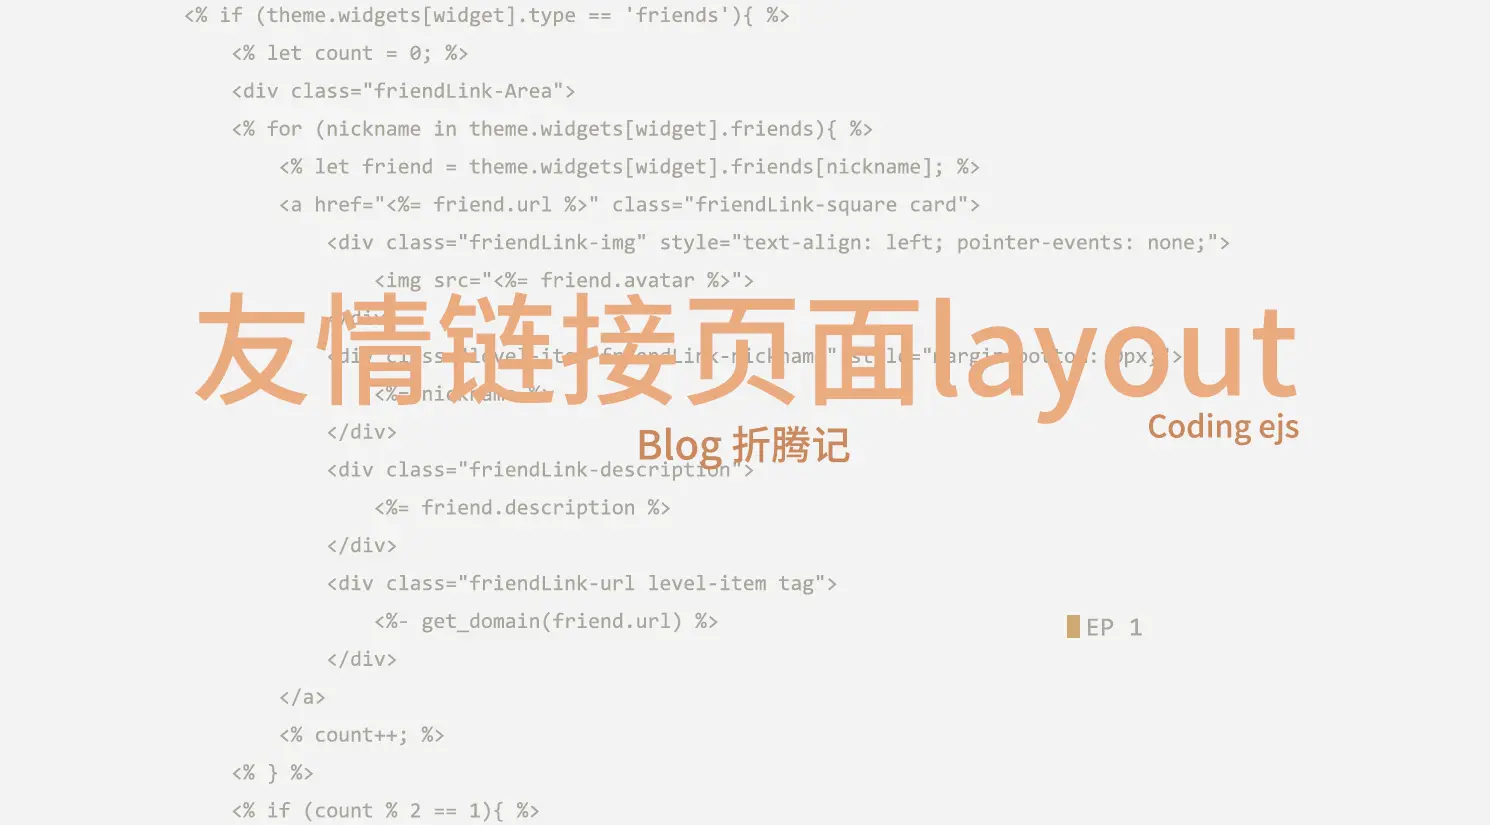 <% if (theme.widgets[widget].type == 'friends'){ %>
<% let count = 0; %>
<div class="friendLink-Area">
<% for (nickname in theme.widgets[widget].friends){ %>
<% let friend = theme.widgets[widget].friends[nickname]; %>
<a href="<%= friend.url %>" class="friendLink-square card">
<div class="friendLink-img" style="text-align: left; pointer-events: none;">
<img src="<%= friend.avatar %>">
</div>
友情链接页面layout
<div class="level-item friendLink-nickname" style="margin-bottom: 0px;">
<%= nickname %>
Coding ejs
</div>
Blog 折腾记
<div class="friendLink-description">
<%= friend.description %>
</div>
<div class="friendLink-url level-item tag">
<%- get_domain(friend.url) %>
EP 1
</div>
</a>
<% count++; %>
<% } %>
<% if (count % 2 == 1){ %>